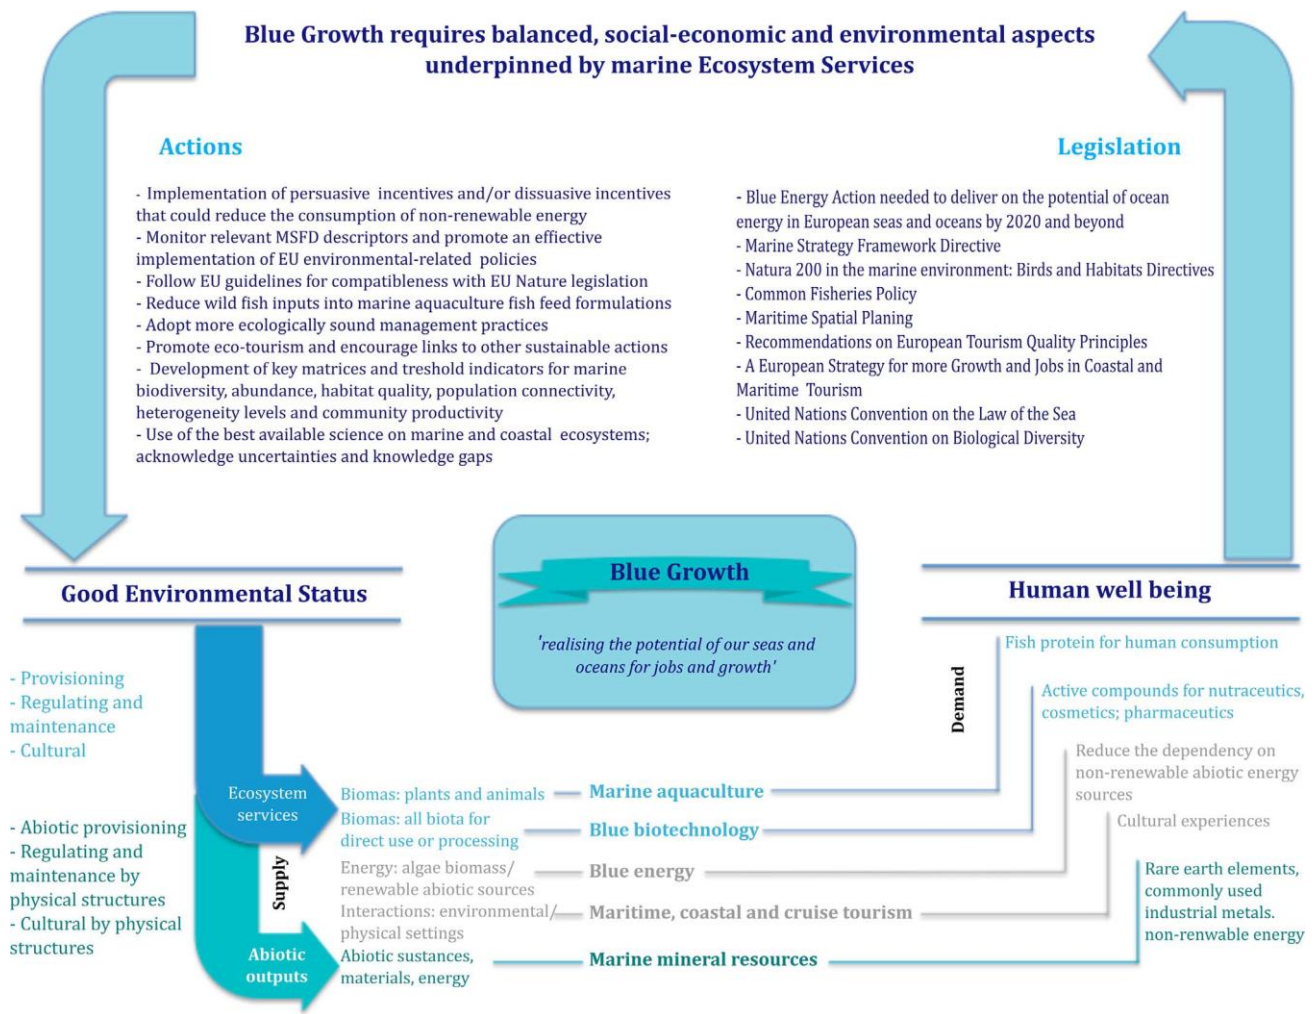 Blue Growth requires balanced, social-economic and environmental aspects
underpinned by marine Ecosystem Services
Actions
- Implementation of persuasive incentives and/or dissuasive incentives
that could reduce the consumption of non-renewable energy
- Monitor relevant MSFD descriptors and promote an effiective
implementation of EU environmental-related policies
- Follow EU guidelines for compatibleness with EU Nature legislation
- Reduce wild fish inputs into marine aquaculture fish feed formulations
- Adopt more ecologically sound management practices
- Promote eco-tourism and encourage links to other sustainable actions
- Development of key matrices and treshold indicators for marine
biodiversity, abundance, habitat quality, population connectivity,
heterogeneity levels and community productivity
- Use of the best available science on marine and coastal ecosystems;
acknowledge uncertainties and knowledge gaps
Legislation
- Blue Energy Action needed to deliver on the potential of ocean
energy in European seas and oceans by 2020 and beyond
- Marine Strategy Framework Directive
- Natura 200 in the marine environment: Birds and Habitats Directives
- Common Fisheries Policy
- Maritime Spatial Planing
- Recommendations on European Tourism Quality Principles
- A European Strategy for more Growth and Jobs in Coastal and
Maritime Tourism
- United Nations Convention on the Law of the Sea
- United Nations Convention on Biological Diversity
Good Environmental Status
Blue Growth
'realising the potential of our seas and
oceans for jobs and growth'
Human well being
- Provisioning
- Regulating and
maintenance
- Cultural
- Abiotic provisioning
- Regulating and
maintenance by
physical structures
- Cultural by physical
structures
Ecosystem
services
Supply
Abiotic
outputs
Biomas: plants and animals
Biomas: all biota for
direct use or processing
Energy: algae biomass/
renewable abiotic sources
Interactions: environmental/
physical settings
Abiotic sustances,
materials, energy
Marine aquaculture
Blue biotechnology
Blue energy
Maritime, coastal and cruise tourism
Marine mineral resources
Demand
Fish protein for human consumption
Active compounds for nutraceutics,
cosmetics; pharmaceutics
Reduce the dependency on
non-renewable abiotic energy
sources
Cultural experiences
Rare earth elements,
commonly used
industrial metals.
non-renwable energy